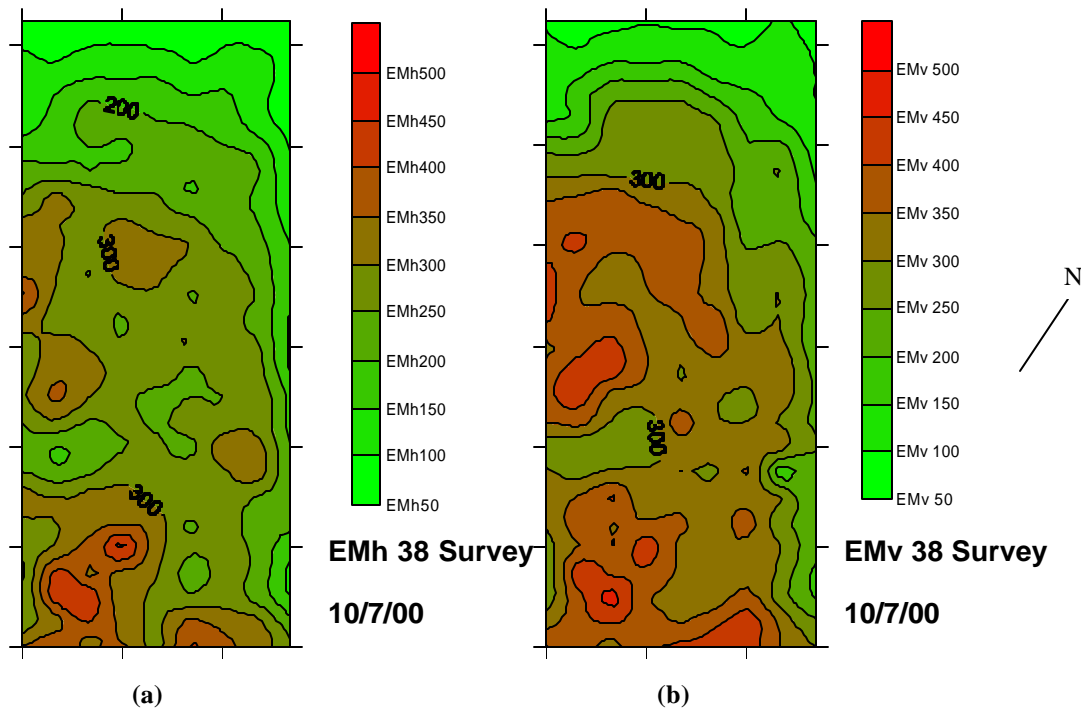 200
300
300
EMh500
EMh450
EMh400
EMh350
EMh300
EMh250
EMh200
EMh150
EMh100
EMh50
EMh 38 Survey
10/7/00
(a)
300
300
EMv 500
EMv 450
EMv 400
EMv 350
EMv 300
EMv 250
EMv 200
EMv 150
EMv 100
EMv 50
EMv 38 Survey
10/7/00
(b)
N